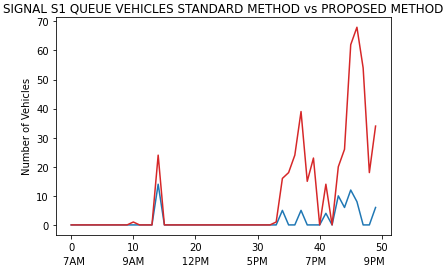 SIGNAL S1 QUEUE VEHICLES STANDARD METHOD vs PROPOSED METHOD
70
60
50
40
30
20
10
0
Number of Vehicles
0 10 20 30 40 50
7AM 9AM 12PM 5PM 7PM 9PM